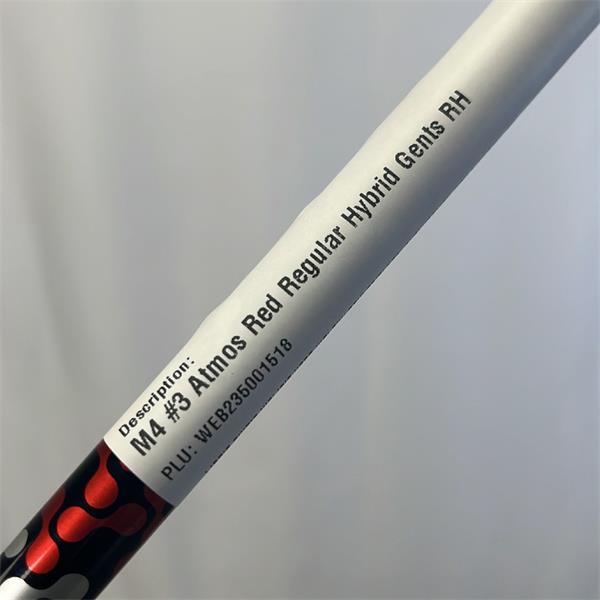 Description:
M4 #3 Atmos Red Regular Hybrid Gents RH
PLU: WEB235001518